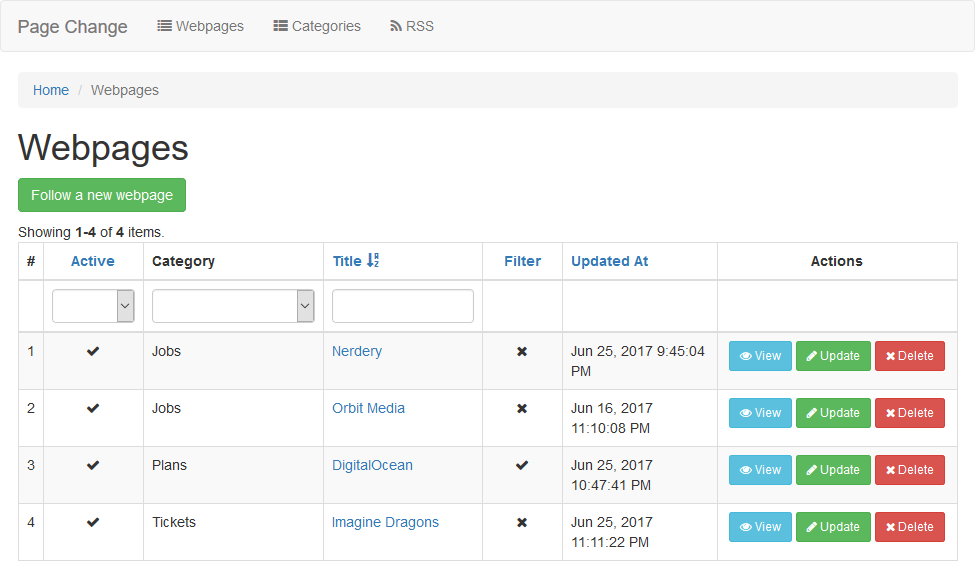 Page Change Webpages Categories RSS
Home / Webpages
Webpages
Follow a new webpage
Showing 1-4 of 4 items.
# Active Category Title Filter Updated At Actions
1 Jobs Nerdery Jun 25, 2017 9:45:04 PM View Update Delete
2 Jobs Orbit Media Jun 16, 2017 11:10:08 PM View Update Delete
3 Plans DigitalOcean Jun 25, 2017 10:47:41 PM View Update Delete
4 Tickets Imagine Dragons Jun 25, 2017 11:11:22 PM View Update Delete